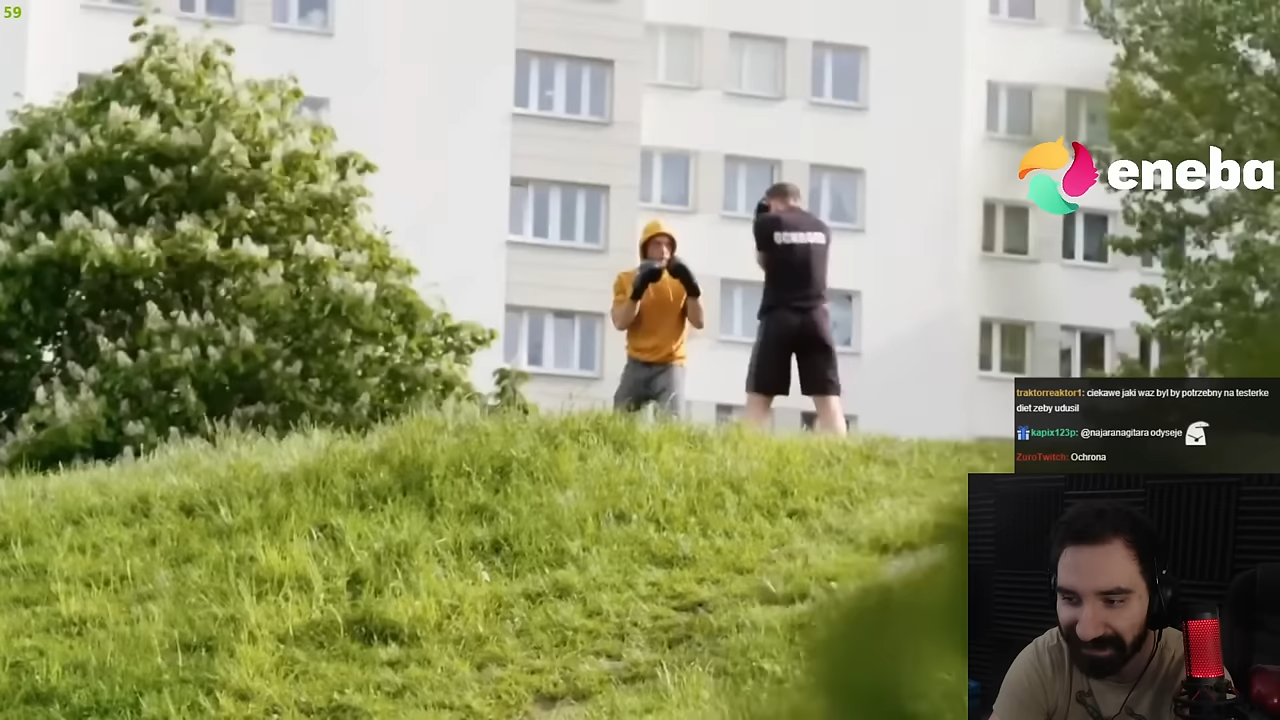 59
eneba
OCHRONA
traktorreaktor1: ciekawe jaki waz byl by potrzebny na testerke
diet zeby udusil
kapix123p: @najaranagitara odyseje
ZuroTwitch: Ochrona